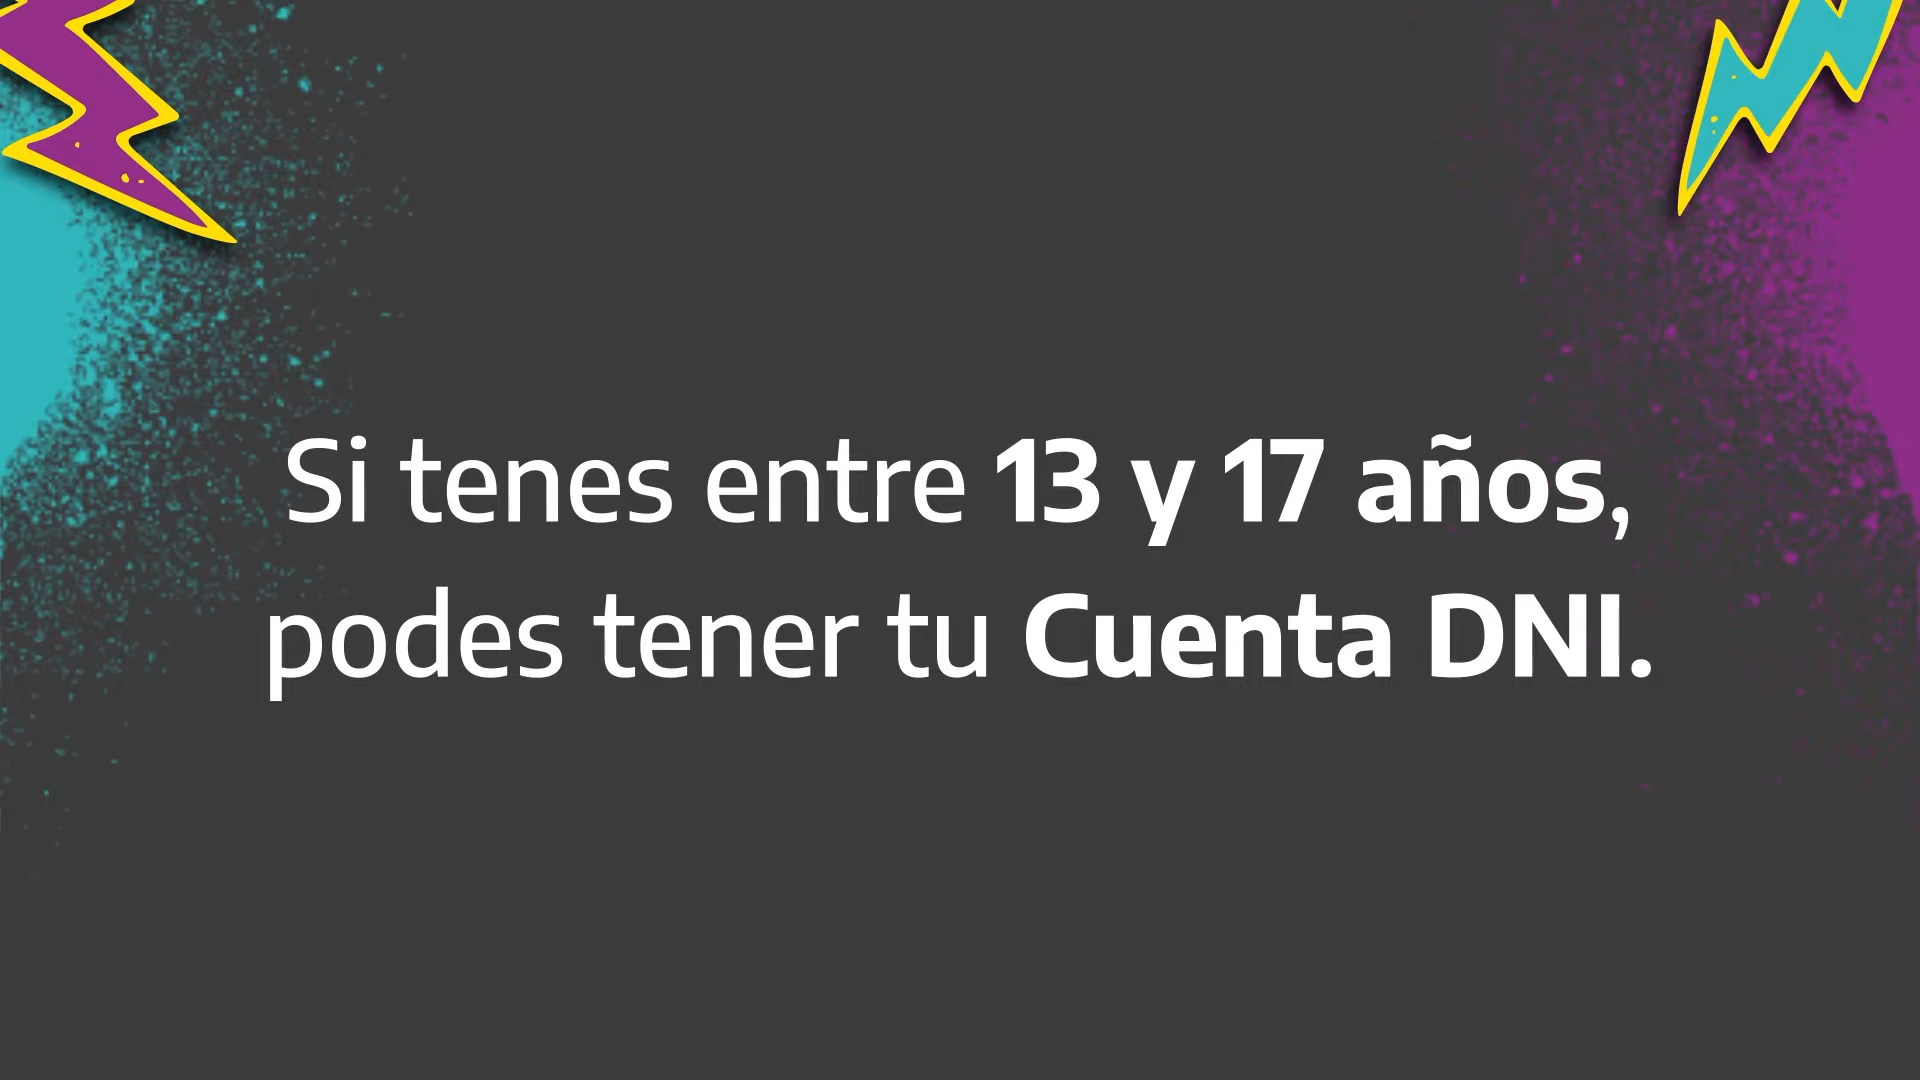 Si tenes entre 13 y 17 años,
podes tener tu Cuenta DNI.